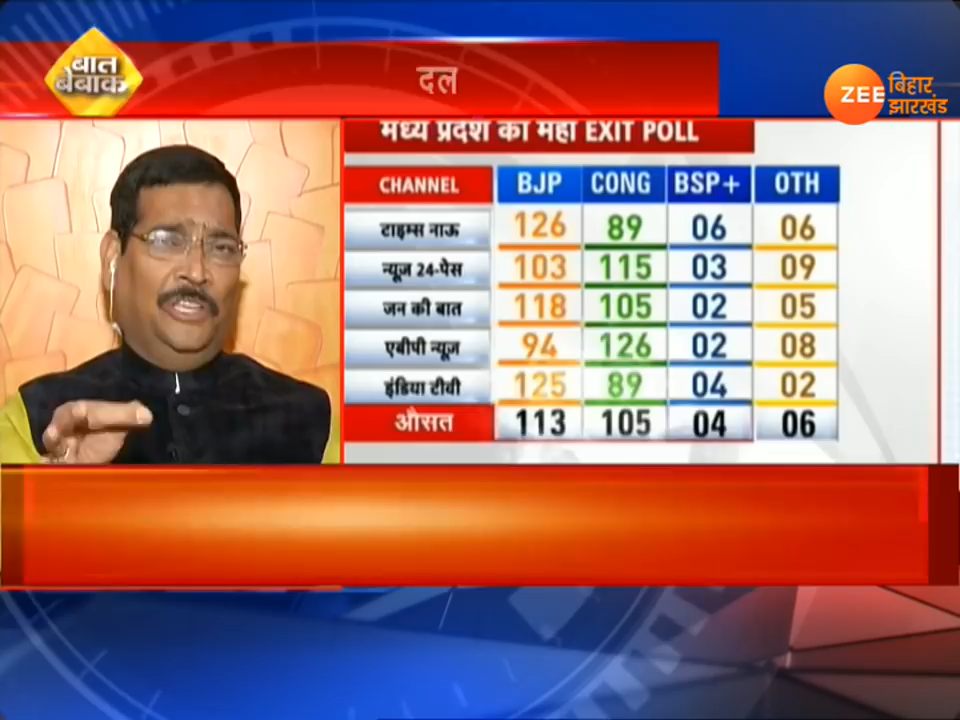 बात
बेबाक
दल
ZEE बिहार
झारखंड
मध्य प्रदेश का महा EXIT POLL
CHANNEL BJP CONG BSP+ OTH
टाइम्स नाऊ 126 89 06 06
न्यूज 24-पेस 103 115 03 09
जन की बात 118 105 02 05
एबीपी न्यूज़ 94 126 02 08
इंडिया टीवी 125 89 04 02
औसत 113 105 04 06